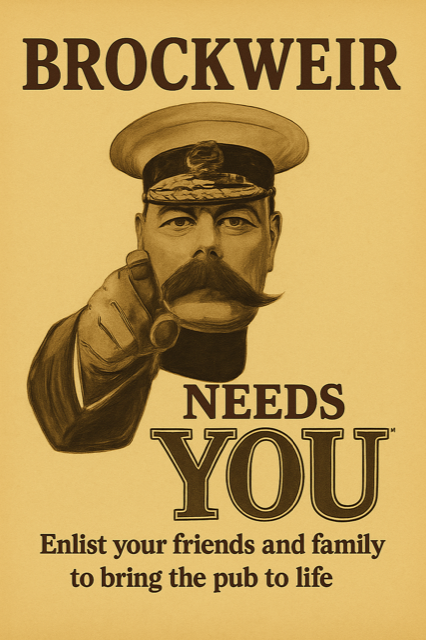 BROCKWEIR
NEEDS
YOU
Enlist your friends and family
to bring the pub to life